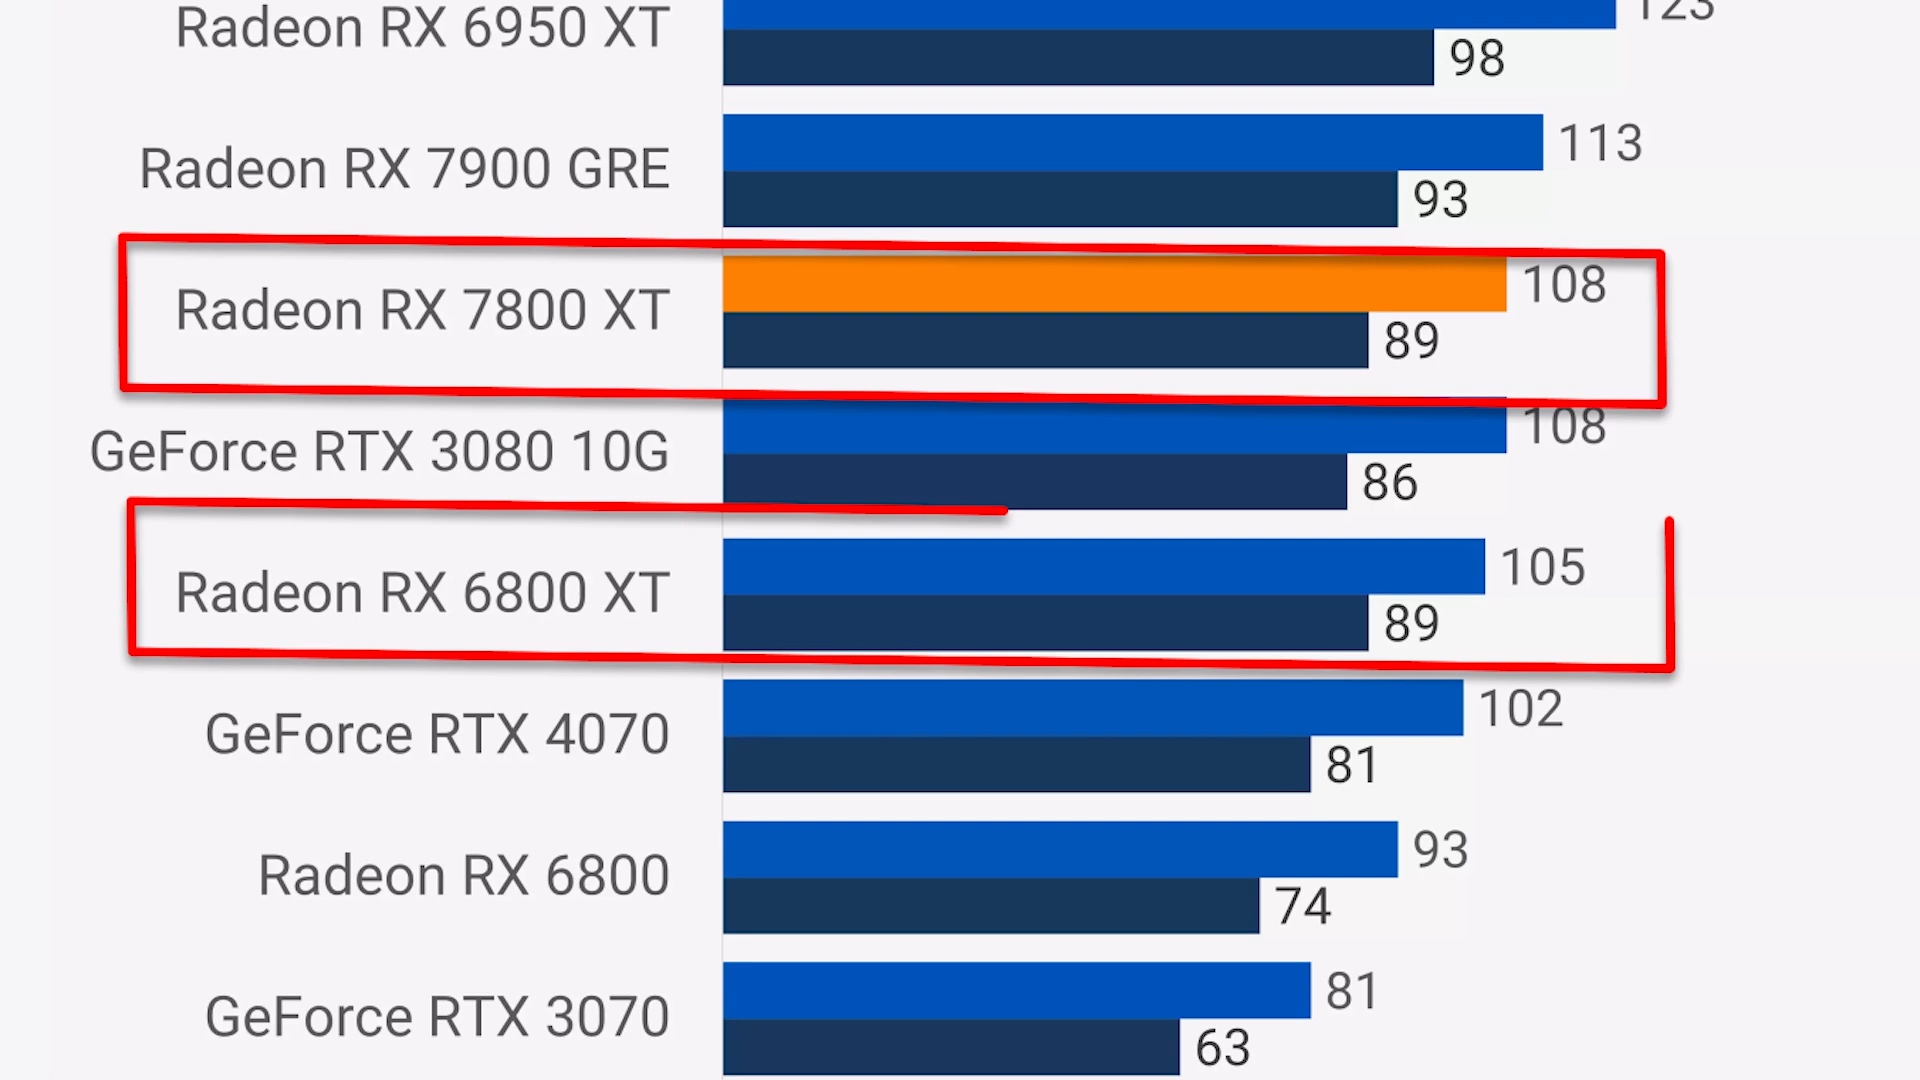 Radeon RX 6950 XT
123
98
Radeon RX 7900 GRE
113
93
Radeon RX 7800 XT
108
89
GeForce RTX 3080 10G
108
86
Radeon RX 6800 XT
105
89
GeForce RTX 4070
102
81
Radeon RX 6800
93
74
GeForce RTX 3070
81
63